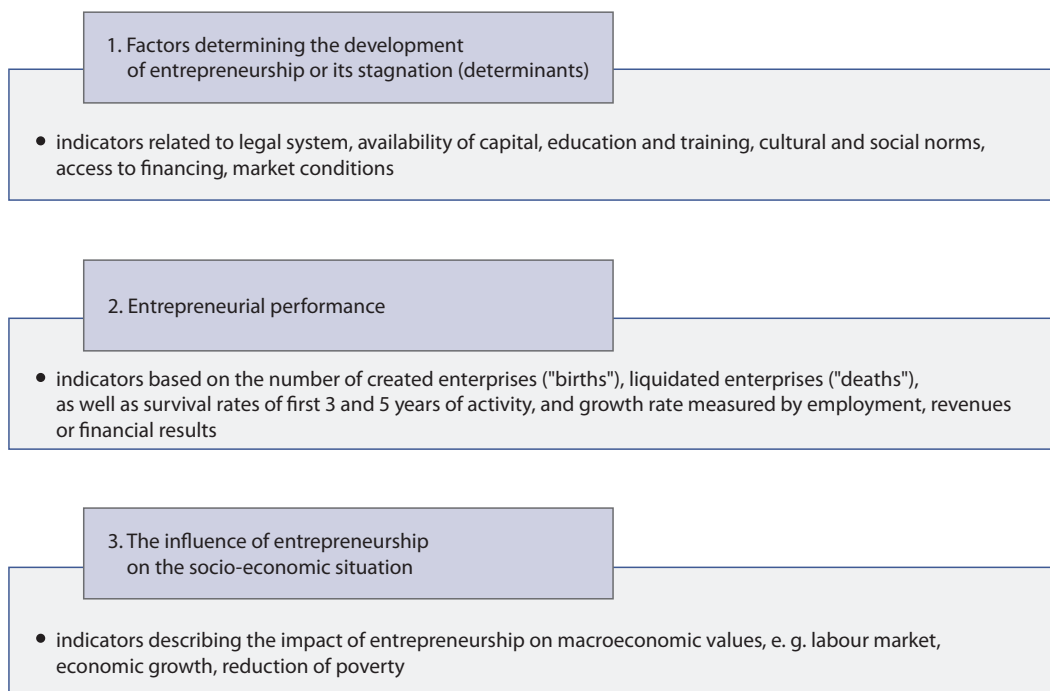 1. Factors determining the development
of entrepreneurship or its stagnation (determinants)
• indicators related to legal system, availability of capital, education and training, cultural and social norms,
access to financing, market conditions
2. Entrepreneurial performance
• indicators based on the number of created enterprises ("births"), liquidated enterprises ("deaths"),
as well as survival rates of first 3 and 5 years of activity, and growth rate measured by employment, revenues
or financial results
3. The influence of entrepreneurship
on the socio-economic situation
• indicators describing the impact of entrepreneurship on macroeconomic values, e. g. labour market,
economic growth, reduction of poverty